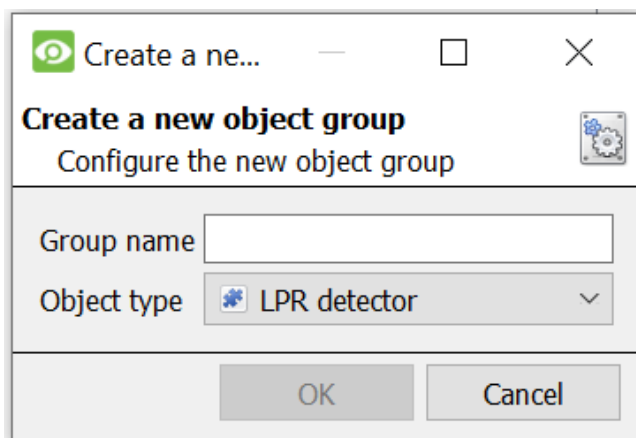 Create a ne...
Create a new object group
Configure the new object group
Group name
Object type LPR detector
OK Cancel